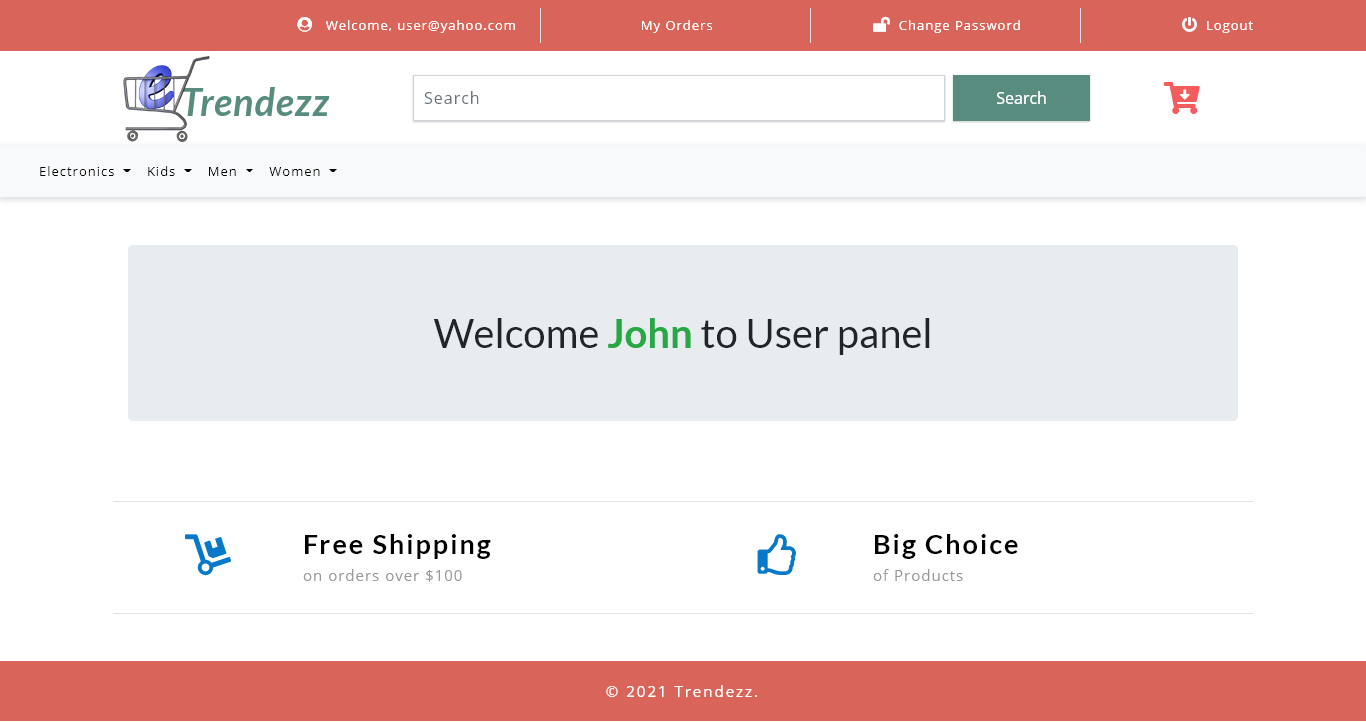 Welcome, user@yahoo.com
My Orders
Change Password
Logout
e
Trendezz
Search
Search
Electronics
Kids
Men
Women
Welcome John to User panel
Free Shipping
on orders over $100
Big Choice
of Products
© 2021 Trendezz.